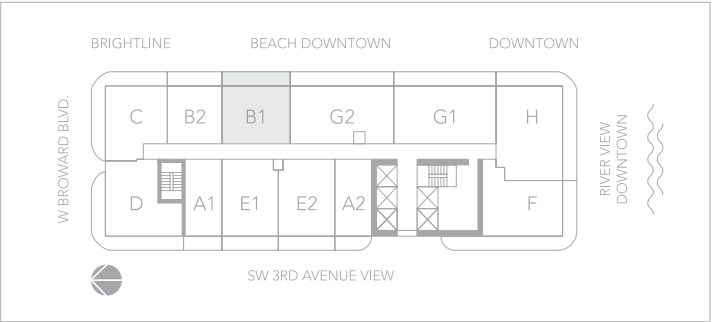 BRIGHTLINE BEACH DOWNTOWN DOWNTOWN
W BROWARD BLVD.
C B2 B1 G2 G1 H
RIVER VIEW
DOWNTOWN
D A1 E1 E2 A2 F
SW 3RD AVENUE VIEW